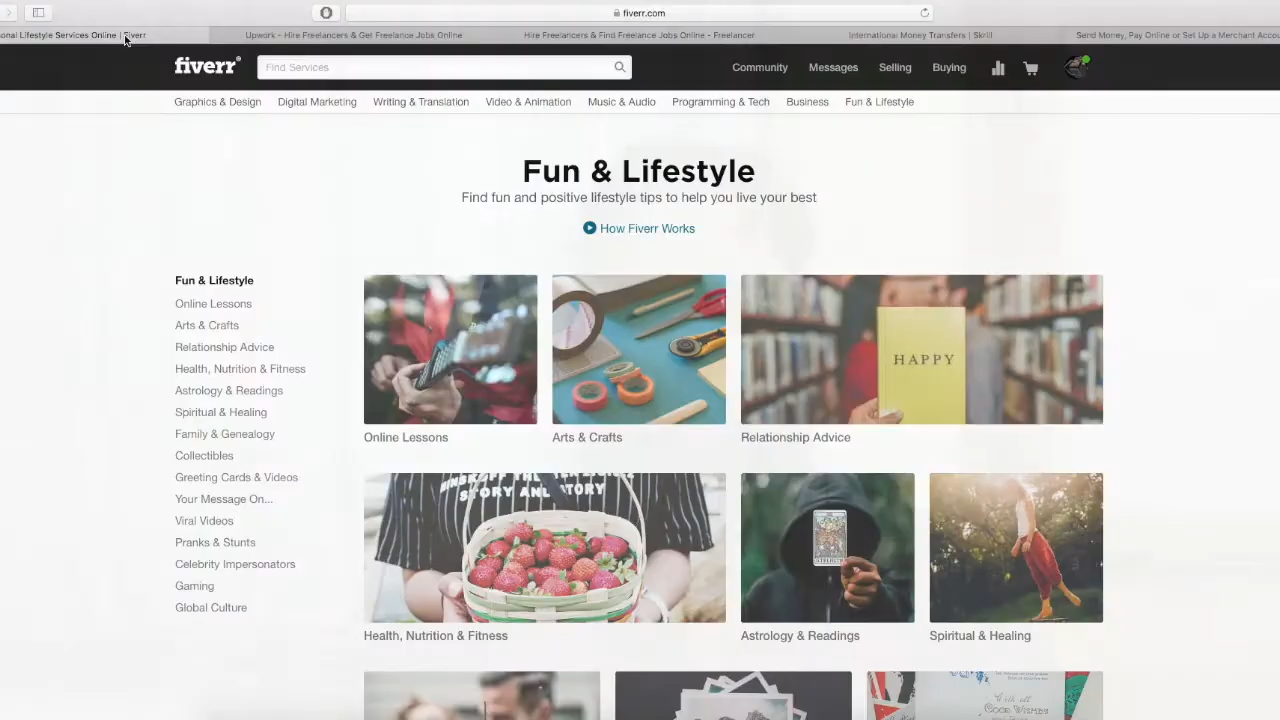 fiverr.com
onal Lifestyle Services Online | Fiverr
Upwork - Hire Freelancers & Get Freelance Jobs Online
Hire Freelancers & Find Freelance Jobs Online - Freelancer
International Money Transfers | Skrill
Send Money, Pay Online or Set Up a Merchant Accou
fiverr®
Find Services
Community
Messages
Selling
Buying
Graphics & Design
Digital Marketing
Writing & Translation
Video & Animation
Music & Audio
Programming & Tech
Business
Fun & Lifestyle
Fun & Lifestyle
Find fun and positive lifestyle tips to help you live your best
How Fiverr Works
Fun & Lifestyle
Online Lessons
Arts & Crafts
Relationship Advice
Health, Nutrition & Fitness
Astrology & Readings
Spiritual & Healing
Family & Genealogy
Collectibles
Greeting Cards & Videos
Your Message On...
Viral Videos
Pranks & Stunts
Celebrity Impersonators
Gaming
Global Culture
HAPPY
Online Lessons
Arts & Crafts
Relationship Advice
STORY AND STORY
Health, Nutrition & Fitness
Astrology & Readings
Spiritual & Healing